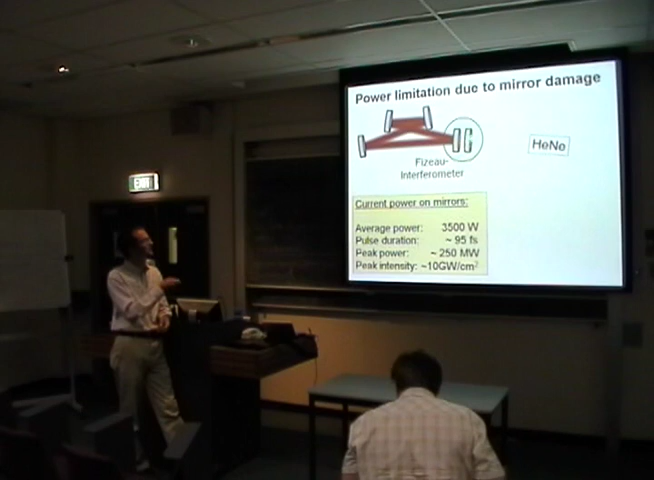 Power limitation due to mirror damage
HeNe
Fizeau-
Interferometer
Current power on mirrors:
Average power: 3500 W
Pulse duration: ~ 95 fs
Peak power: ~ 250 MW
Peak intensity: ~10GW/cm²
EXIT